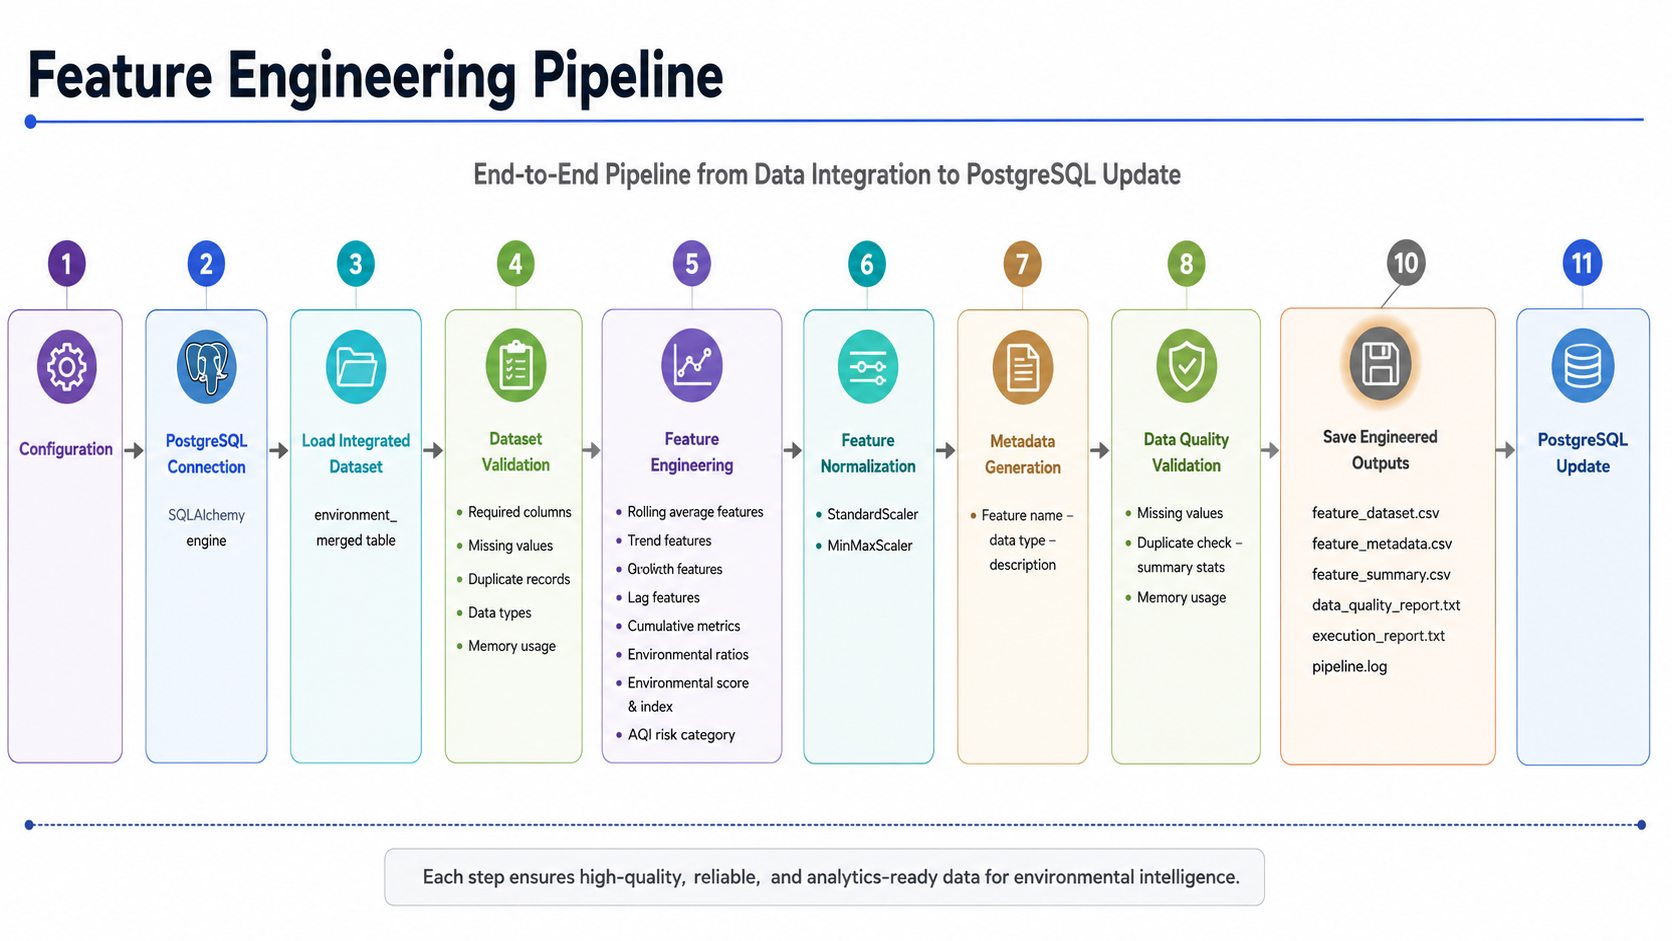 Feature Engineering Pipeline
End-to-End Pipeline from Data Integration to PostgreSQL Update
1
Configuration
2
PostgreSQL
Connection
SQLAlchemy
engine
3
Load Integrated
Dataset
environment_
merged table
4
Dataset
Validation
• Required columns
• Missing values
• Duplicate records
• Data types
• Memory usage
5
Feature
Engineering
• Rolling average features
• Trend features
• features
• Lag features
• Cumulative metrics
• Environmental ratios
• Environmental score
& index
• AQI risk category
6
Feature
Normalization
• StandardScaler
• MinMaxScaler
7
Metadata
Generation
• Feature name –
data type –
description
8
Data Quality
Validation
• Missing values
• Duplicate check –
summary stats
• Memory usage
10
Save Engineered
Outputs
feature_dataset.csv
feature_metadata.csv
feature_summary.csv
data_quality_report.txt
execution_report.txt
pipeline.log
11
PostgreSQL
Update
Each step ensures high-quality, reliable, and analytics-ready data for environmental intelligence.